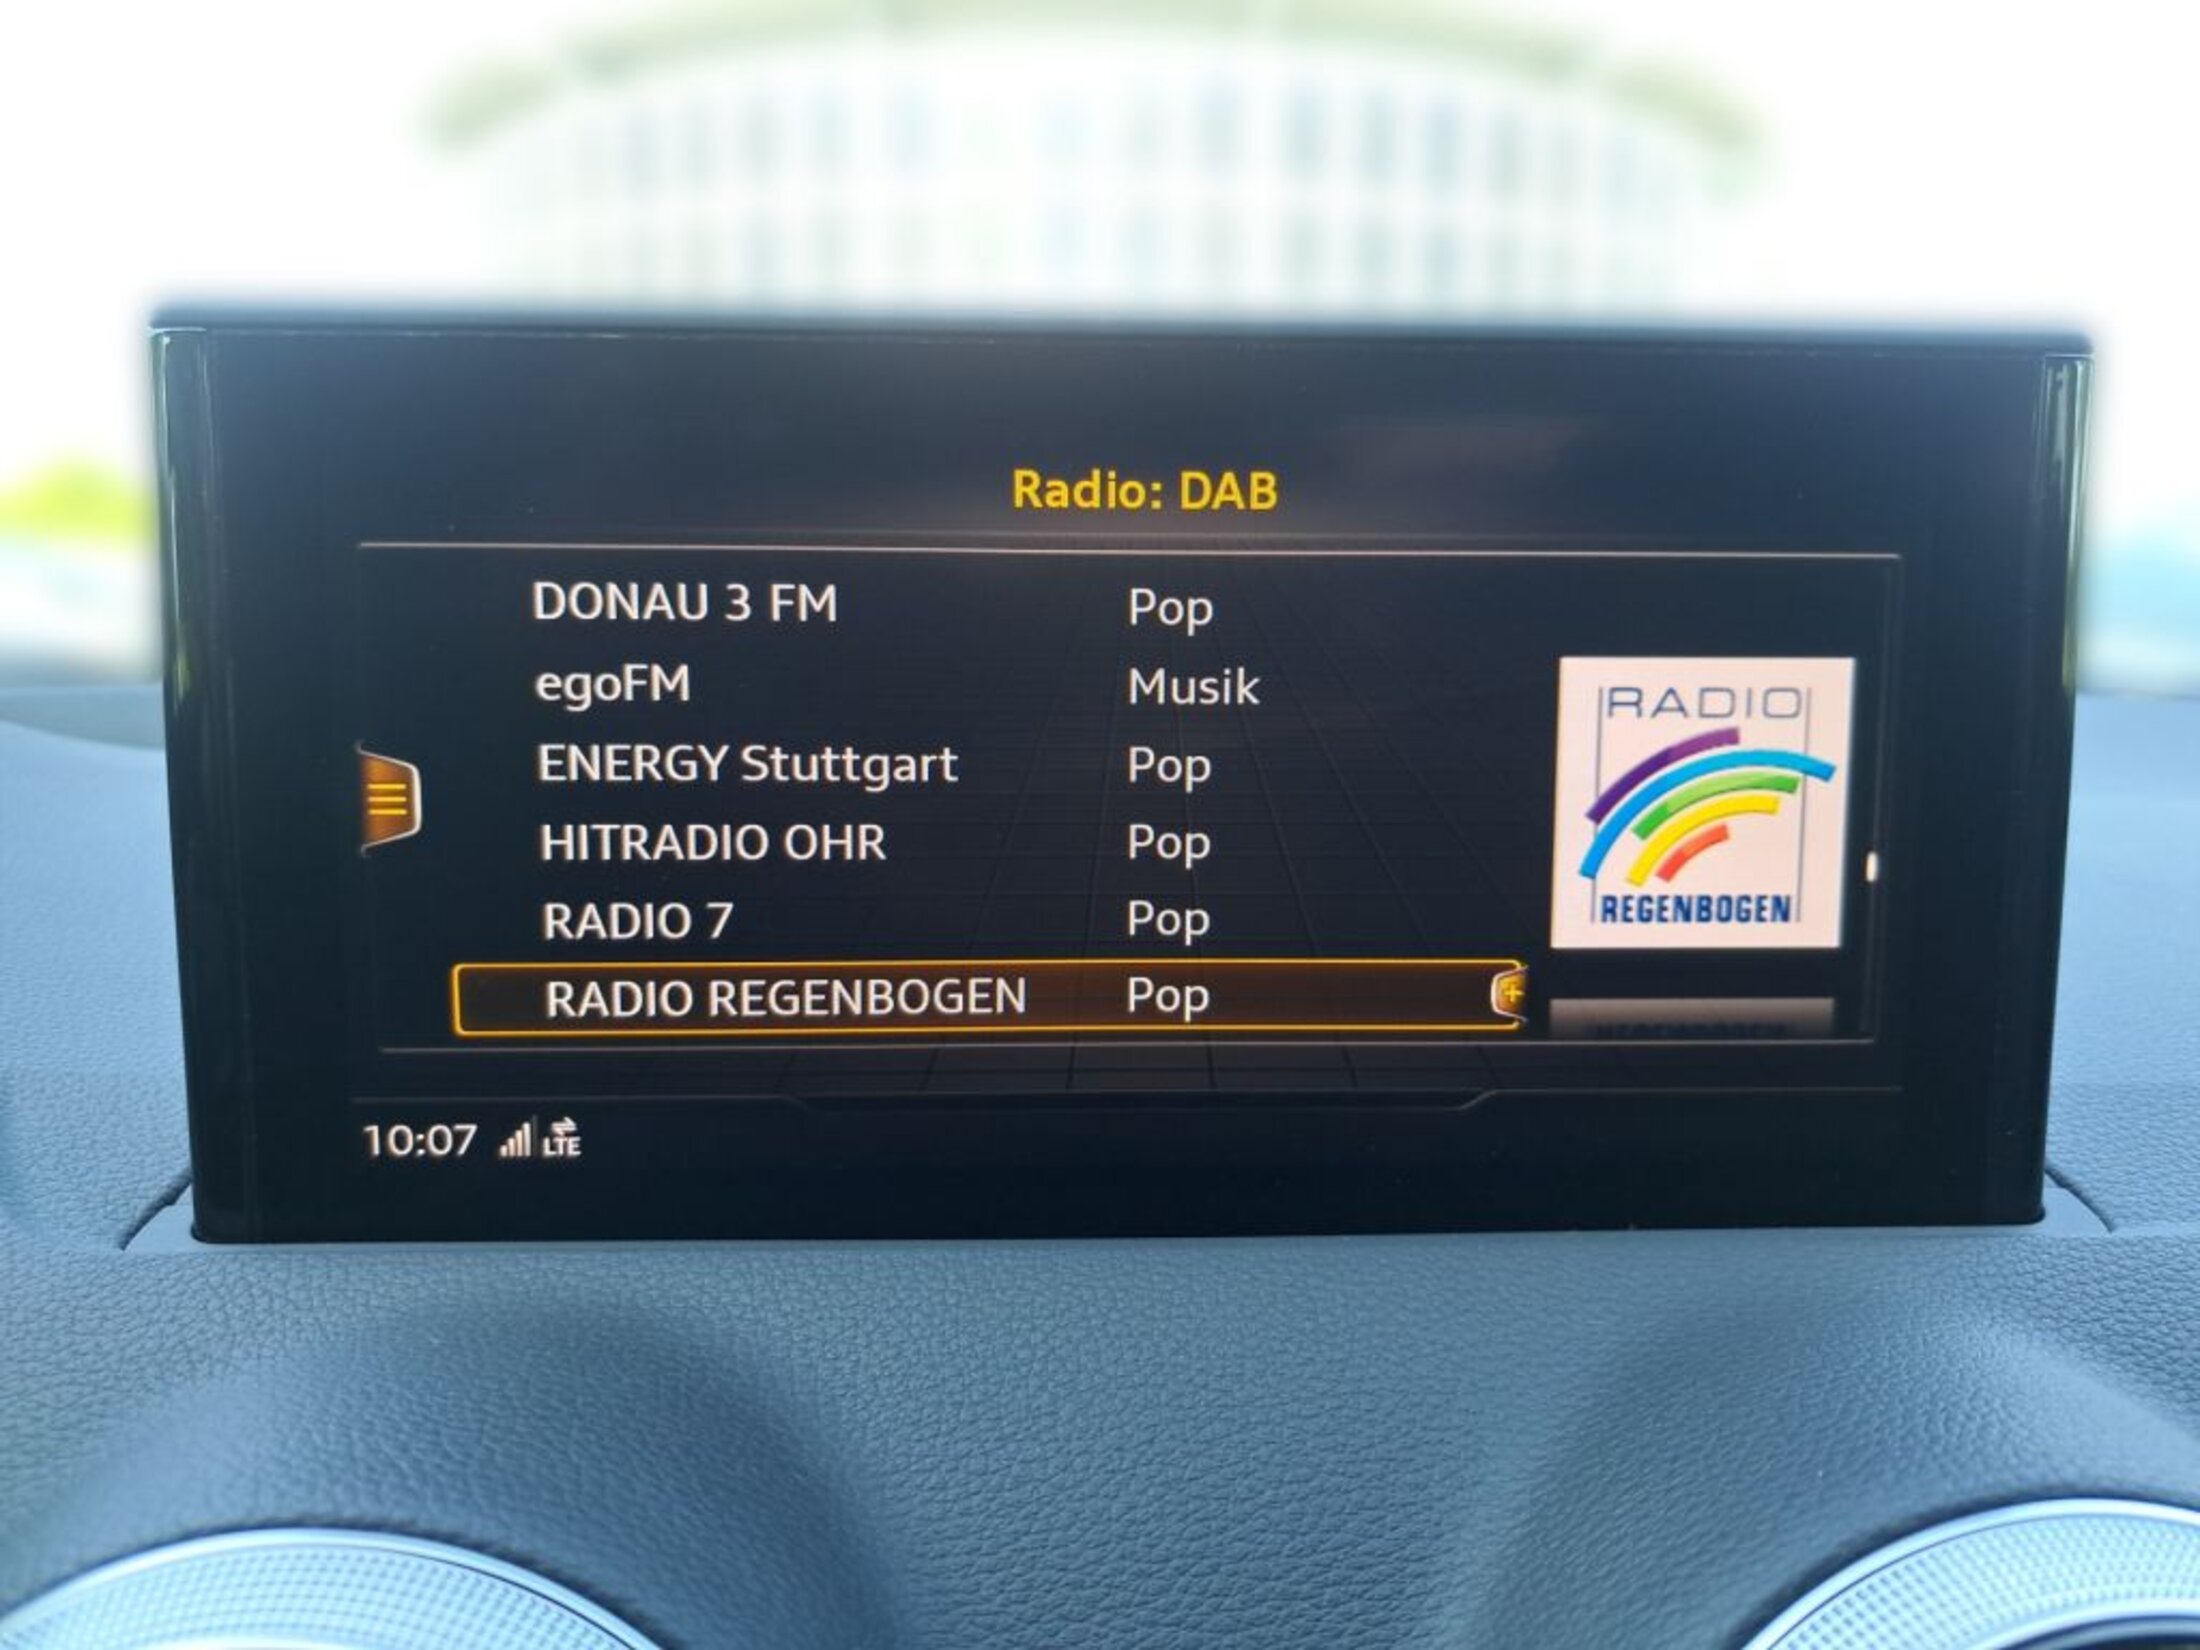 Radio: DAB
DONAU 3 FM Pop
egoFM Musik
ENERGY Stuttgart Pop
HITRADIO OHR Pop
RADIO 7 Pop
RADIO REGENBOGEN Pop
RADIO
REGENBOGEN
10:07 LTE